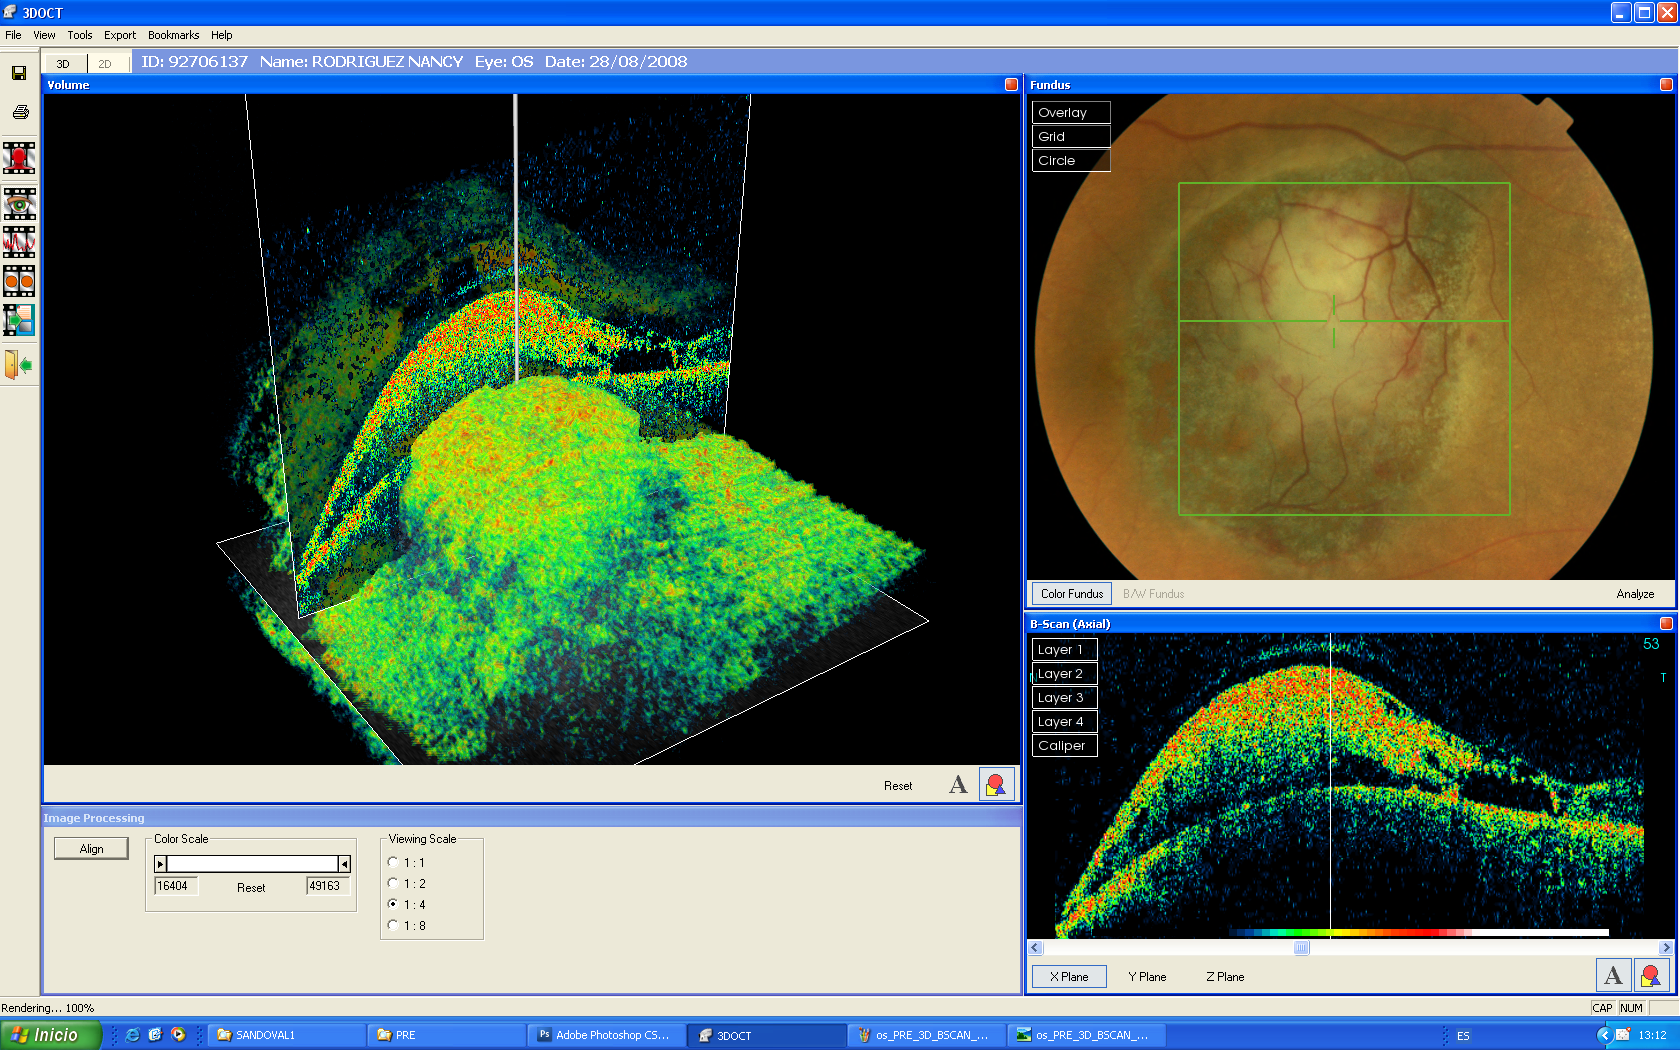 3DOCT
File View Tools Export Bookmarks Help
3D 2D ID: 92706137 Name: RODRIGUEZ NANCY Eye: OS Date: 28/08/2008
Volume
Reset A
Fundus
Overlay
Grid
Circle
Color Fundus B/W Fundus Analyze
B-Scan (Axial)
53
Layer 1
N Layer 2 T
Layer 3
Layer 4
Caliper
X Plane Y Plane Z Plane A
Image Processing
Align
Color Scale
16404 Reset 49163
Viewing Scale
1 : 1
1 : 2
1 : 4
1 : 8
Rendering... 100% CAP NUM
Inicio SANDOVAL1 PRE Ps Adobe Photoshop CS... 3DOCT os_PRE_3D_BSCAN_... os_PRE_3D_BSCAN_... ES 13:12